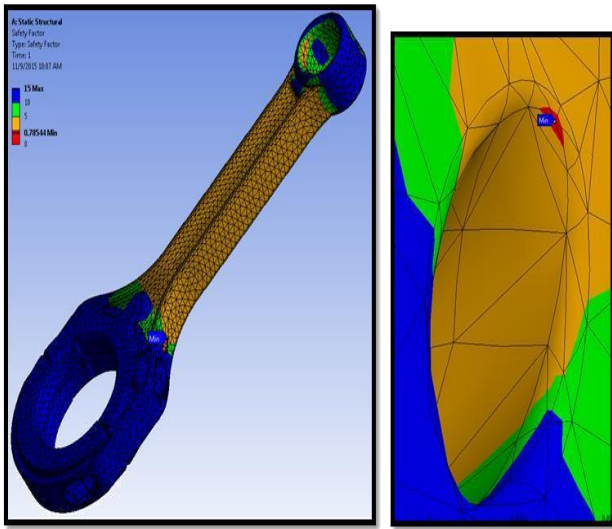 A: Static Structural
Safety Factor
Type: Safety Factor
Time: 1
11/9/2015 10:07 AM
15 Max
10
5
0.78544 Min
0
Min
Min